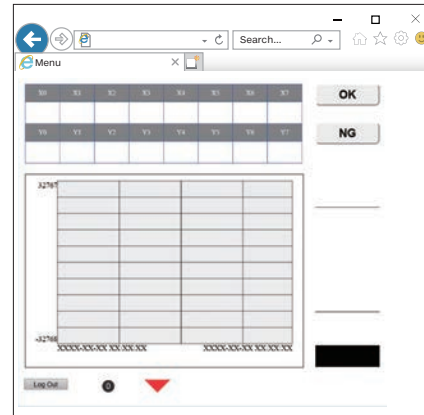 Search...
Menu
X0 X1 X2 X3 X4 X5 X6 X7
OK
Y0 Y1 Y2 Y3 Y4 Y5 Y6 Y7
NG
32767
-32768
XXXX-XX-XX XX:XX:XX XXXX-XX-XX XX:XX:XX
Log Out
0